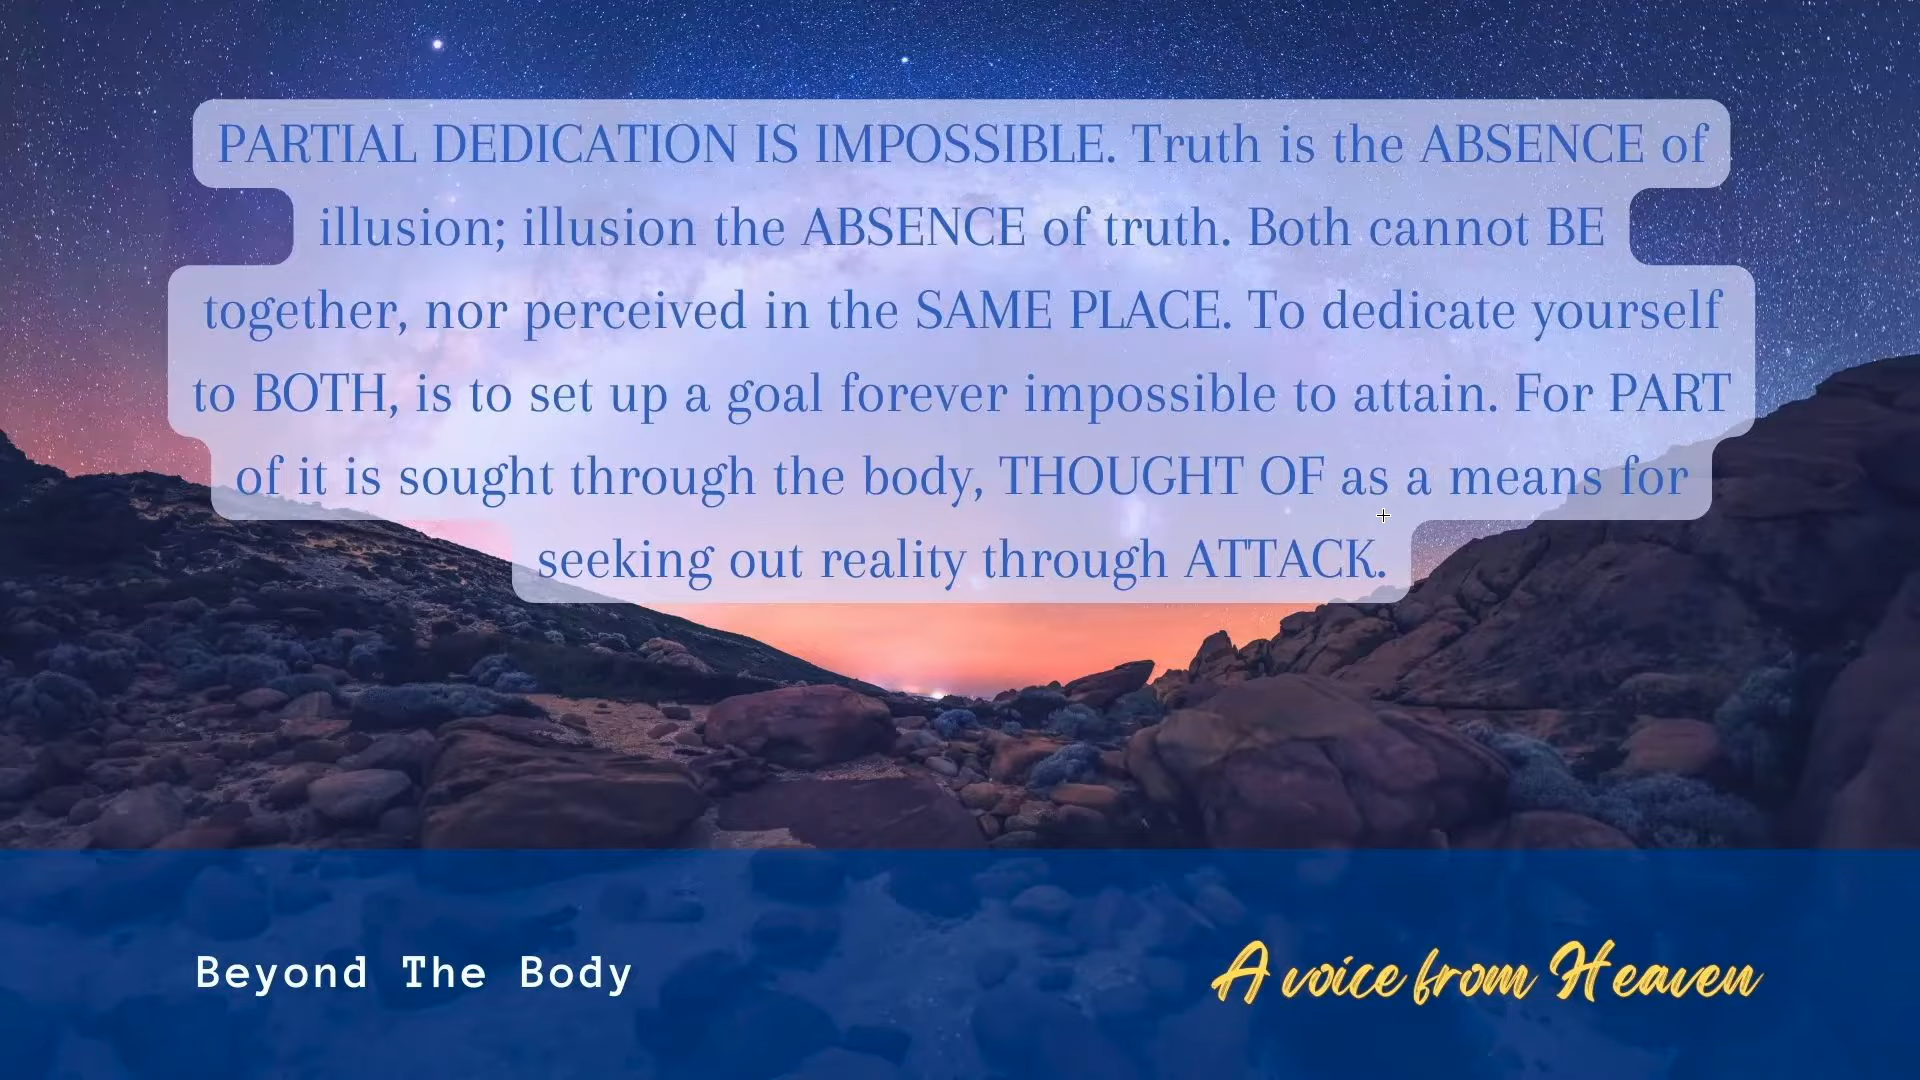 PARTIAL DEDICATION IS IMPOSSIBLE. Truth is the ABSENCE of
illusion; illusion the ABSENCE of truth. Both cannot BE
together, nor perceived in the SAME PLACE. To dedicate yourself
to BOTH, is to set up a goal forever impossible to attain. For PART
of it is sought through the body, THOUGHT OF as a means for
seeking out reality through ATTACK.
Beyond The Body
A voice from Heaven